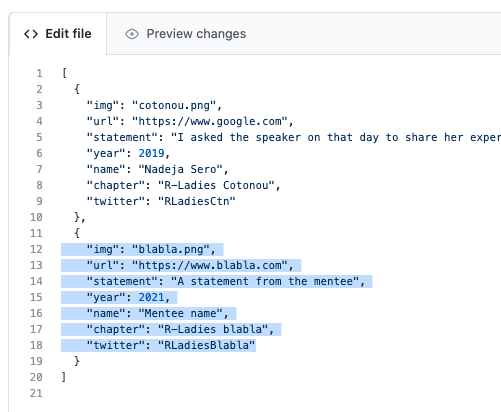 Edit file Preview changes
1 [
2 {
3 "img": "cotonou.png",
4 "url": "https://www.google.com",
5 "statement": "I asked the speaker on that day to share her exper
6 "year": 2019,
7 "name": "Nadeja Sero",
8 "chapter": "R-Ladies Cotonou",
9 "twitter": "RLadiesCtn"
10 },
11 {
12 "img": "blabla.png",
13 "url": "https://www.blabla.com",
14 "statement": "A statement from the mentee",
15 "year": 2021,
16 "name": "Mentee name",
17 "chapter": "R-Ladies blabla",
18 "twitter": "RLadiesBlabla"
19 }
20 ]
21